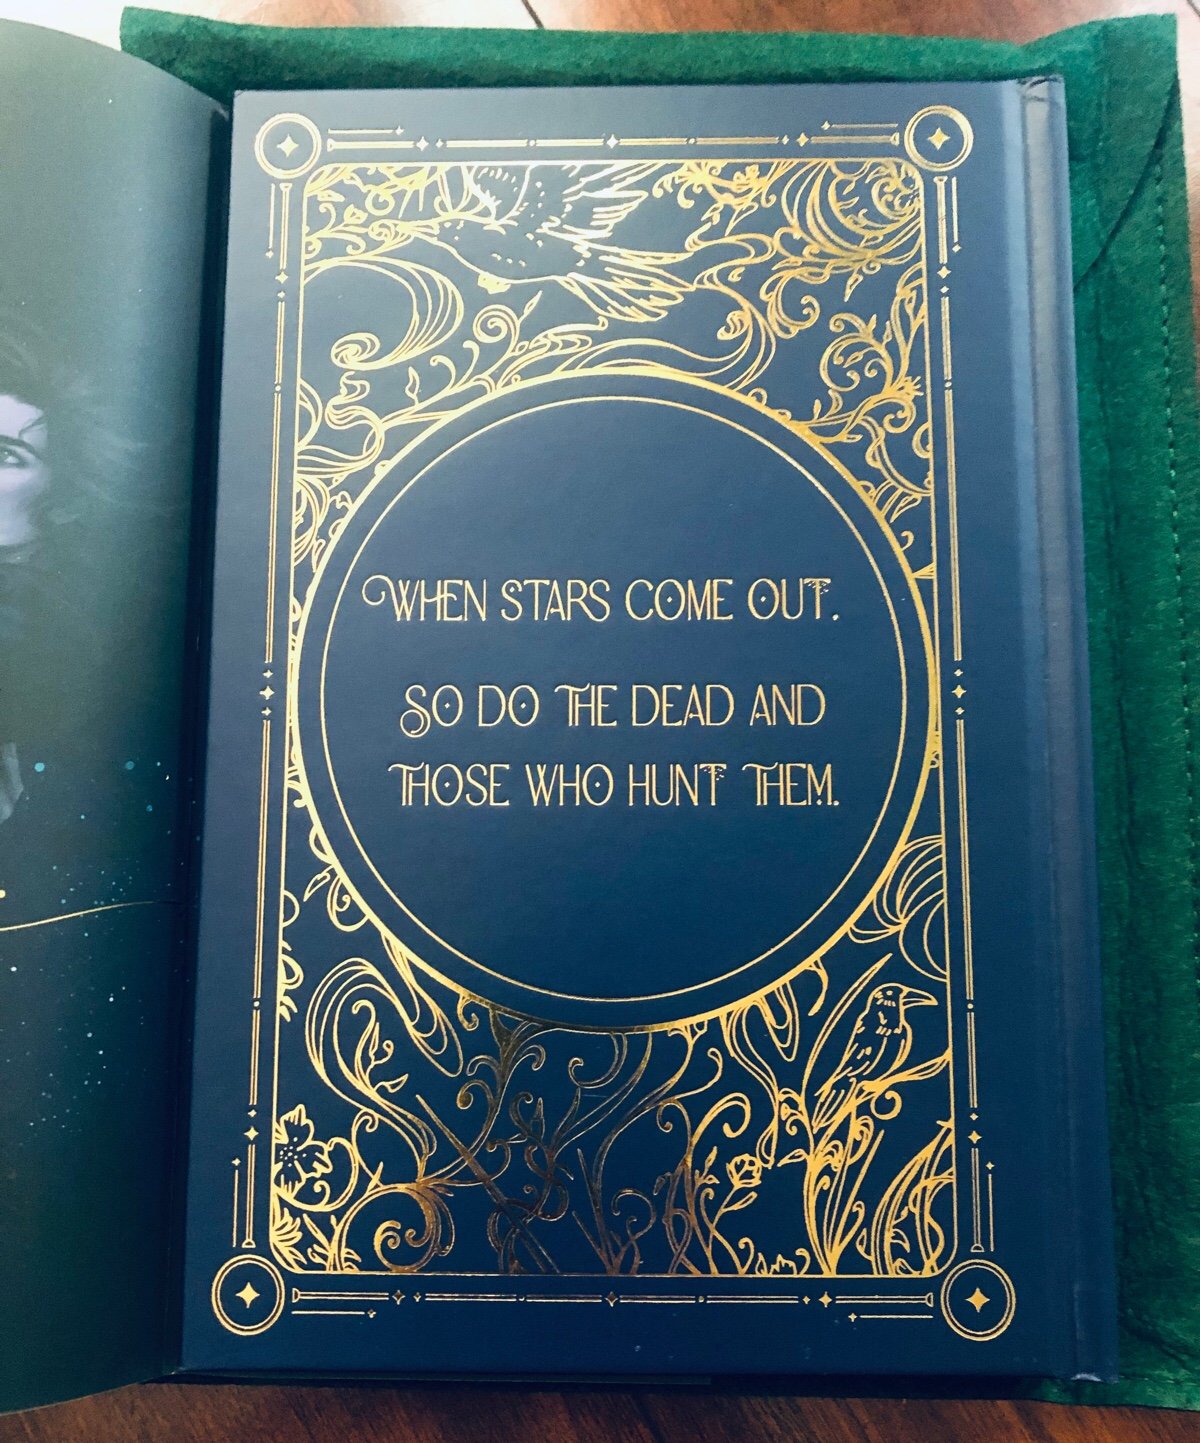 WHEN STARS COME OUT,
SO DO THE DEAD AND
THOSE WHO HUNT THEM.